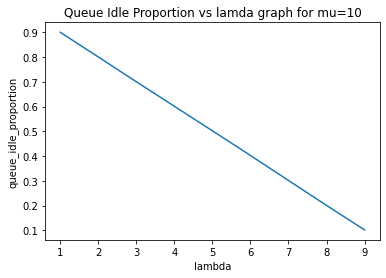 Queue Idle Proportion vs lamda graph for mu=10
0.9
0.8
0.7
0.6
0.5
0.4
0.3
0.2
0.1
queue_idle_proportion
1 2 3 4 5 6 7 8 9
lambda